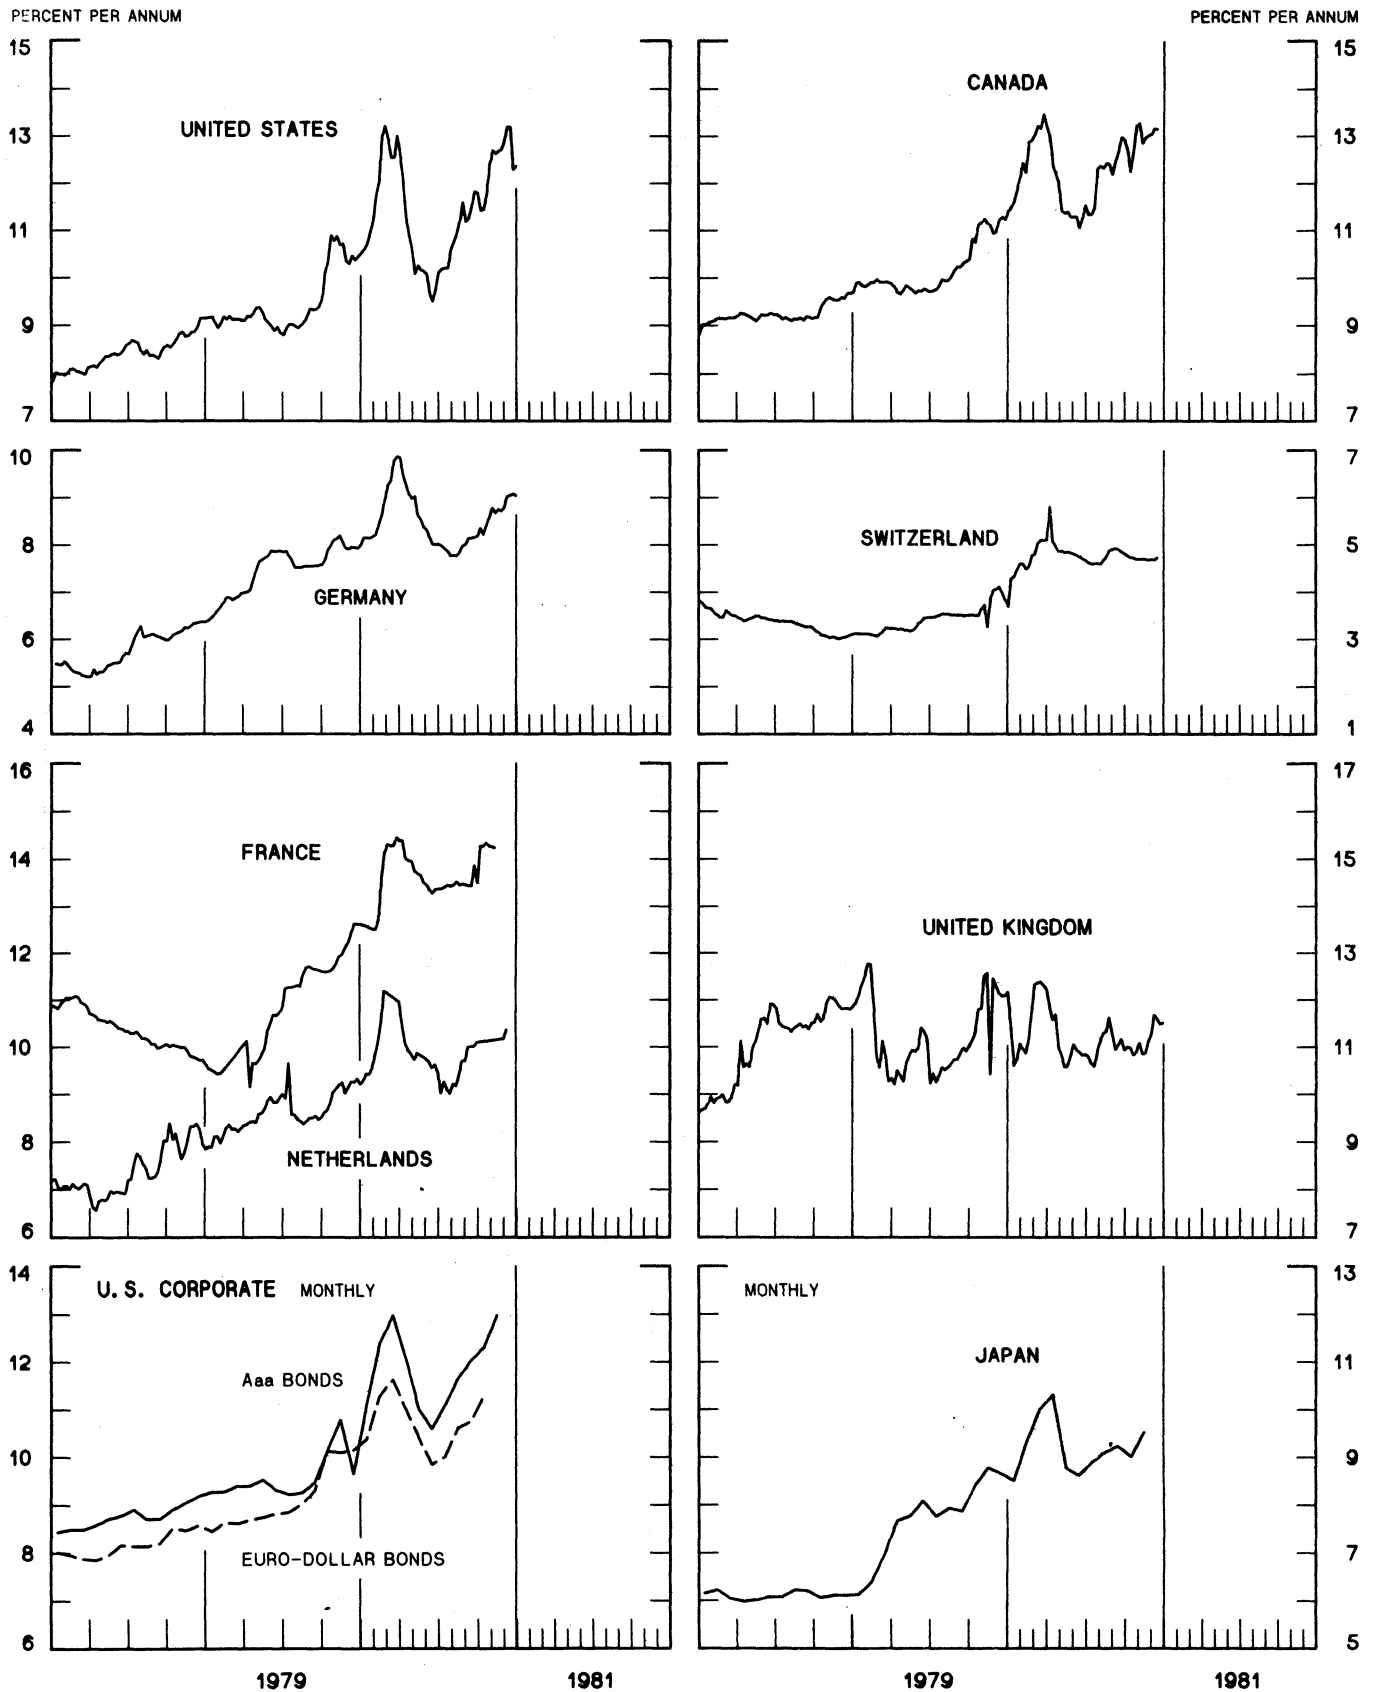 PERCENT PER ANNUM PERCENT PER ANNUM
15 15
CANADA
UNITED STATES
13 13
11 11
9 9
7 7
10 7
SWITZERLAND
8 5
GERMANY
6 3
4 1
16 17
FRANCE
14 15
UNITED KINGDOM
12 13
10 11
8 9
NETHERLANDS
6 7
14 13
U.S. CORPORATE MONTHLY MONTHLY
JAPAN
12 11
Aaa BONDS
10 9
8 7
EURO-DOLLAR BONDS
6 5
1979 1981 1979 1981